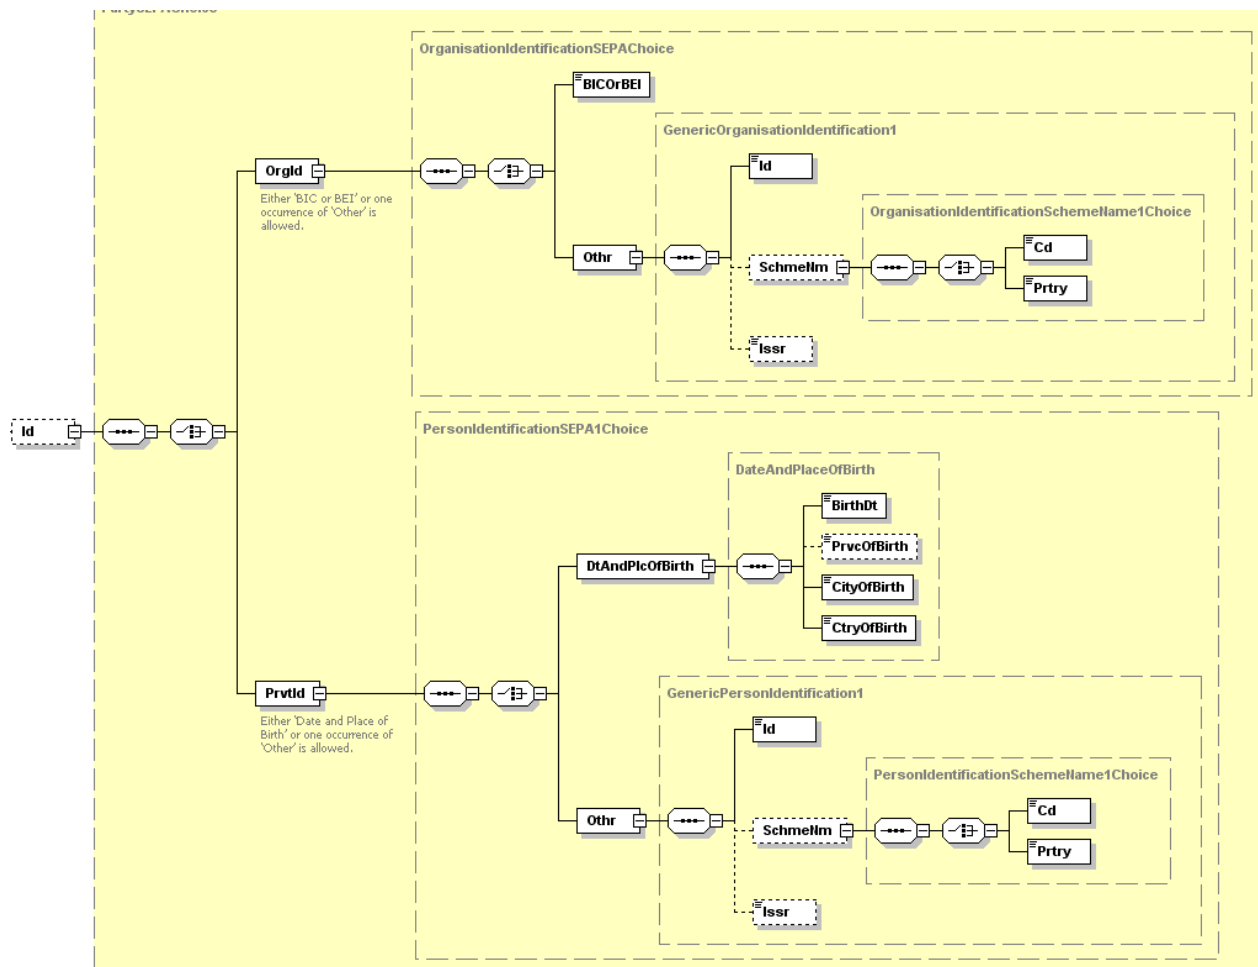 OrganisationIdentificationSEPAChoice
BICOrBEI
GenericOrganisationIdentification1
Id
OrgId
Either 'BIC or BEI' or one
occurrence of 'Other' is
allowed.
OrganisationIdentificationSchemeName1Choice
Cd
Othr
SchmeNm
Prtry
Issr
Id
PersonIdentificationSEPA1Choice
DateAndPlaceOfBirth
BirthDt
PrvcOfBirth
DtAndPlcOfBirth
CityOfBirth
CtryOfBirth
PrvtId
Either 'Date and Place of
Birth' or one occurrence of
'Other' is allowed.
GenericPersonIdentification1
Id
PersonIdentificationSchemeName1Choice
Cd
Othr
SchmeNm
Prtry
Issr